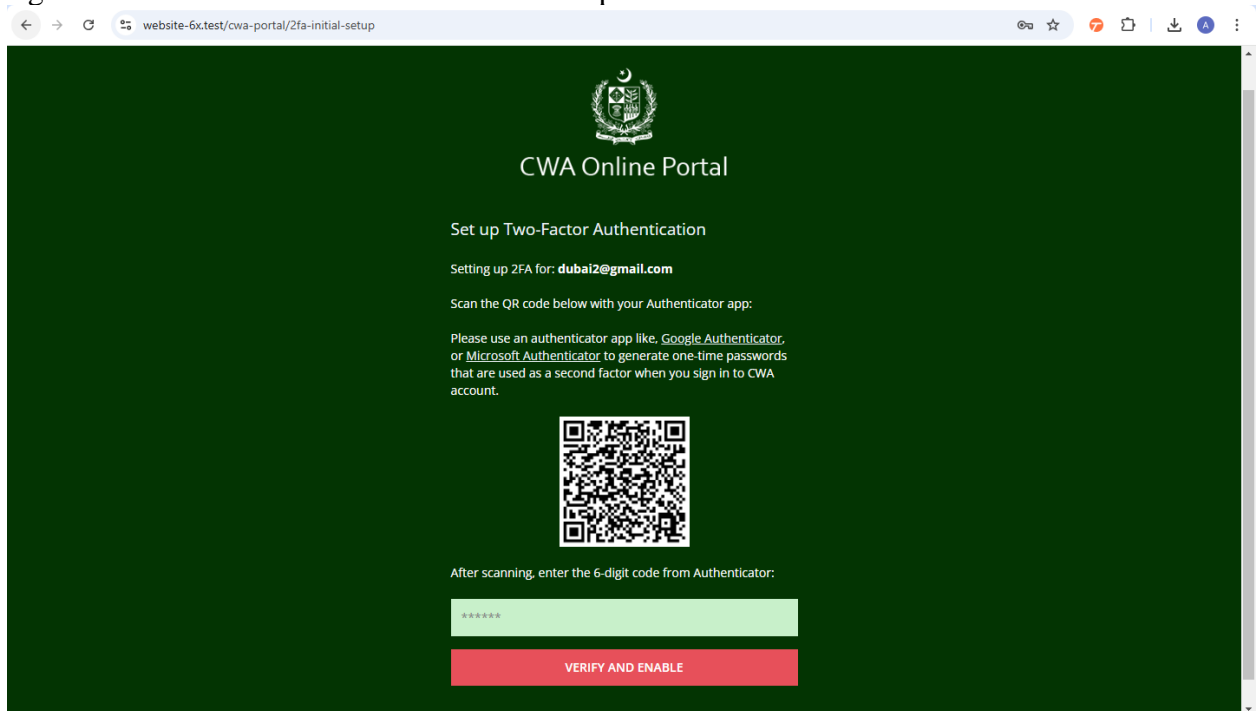 website-6x.test/cwa-portal/2fa-initial-setup
A
CWA Online Portal
Set up Two-Factor Authentication
Setting up 2FA for: dubai2@gmail.com
Scan the QR code below with your Authenticator app:
Please use an authenticator app like, Google Authenticator,
or Microsoft Authenticator to generate one-time passwords
that are used as a second factor when you sign in to CWA
account.
After scanning, enter the 6-digit code from Authenticator:
******
VERIFY AND ENABLE